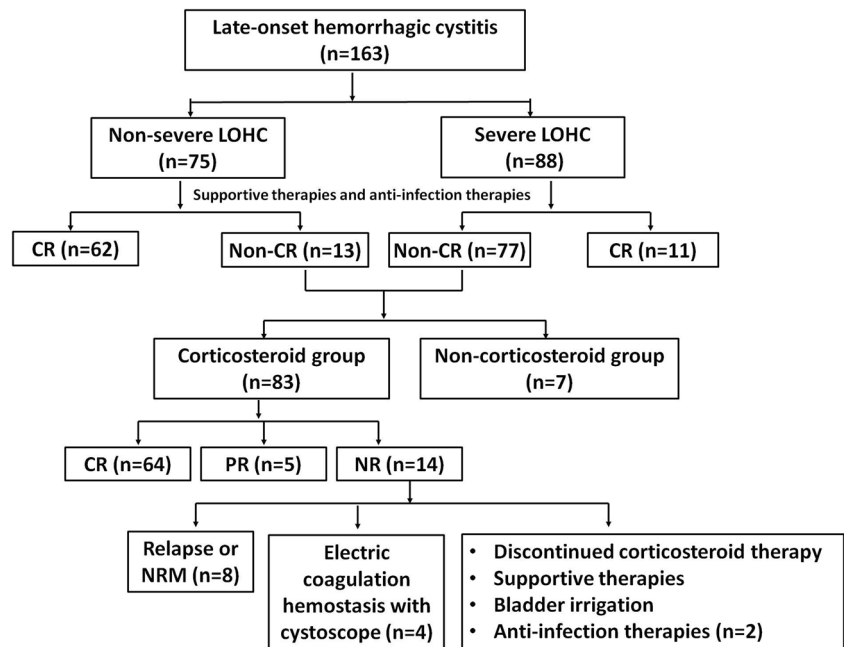 Late-onset hemorrhagic cystitis
(n=163)
Non-severe LOHC
(n=75)
Severe LOHC
(n=88)
Supportive therapies and anti-infection therapies
CR (n=62)
Non-CR (n=13)
Non-CR (n=77)
CR (n=11)
Corticosteroid group
(n=83)
Non-corticosteroid group
(n=7)
CR (n=64)
PR (n=5)
NR (n=14)
Relapse or
NRM (n=8)
Electric
coagulation
hemostasis with
cystoscope (n=4)
• Discontinued corticosteroid therapy
• Supportive therapies
• Bladder irrigation
• Anti-infection therapies (n=2)